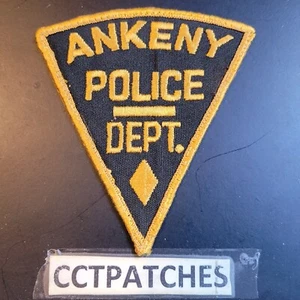 ANKENY
POLICE
DEPT.
CCTPATCHES